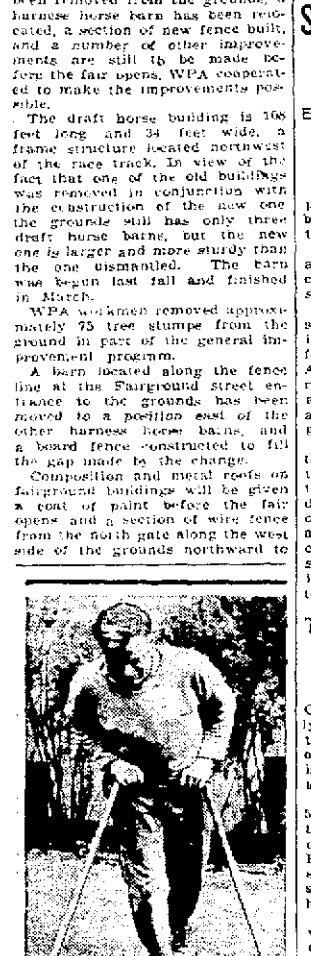 been removed from the grounds, a
harness horse barn has been relo-
cated, a section of new fence built,
and a number of other improve-
ments are still to be made be-
fore the fair opens. WPA cooperat-
ed to make the improvements pos-
sible.
The draft horse building is 168
feet long and 34 feet wide, a
frame structure located northwest
of the race track. In view of the
fact that one of the old buildings
was removed in conjunction with
the construction of the new one
the grounds still has only three
draft horse barns, but the new
one is larger and more sturdy than
the one dismantled. The barn
was begun last fall and finished
in March.
WPA workmen removed approxi-
mately 75 tree stumps from the
ground in part of the general im-
provement program.
A barn located along the fence
line at the Fairground street en-
trance to the grounds has been
moved to a position east of the
other harness horse barns, and
a board fence constructed to fill
the gap made by the change.
Composition and metal roofs on
fairground buildings will be given
a coat of paint before the fair
opens and a section of wire fence
from the north gate along the west
side of the grounds northward to